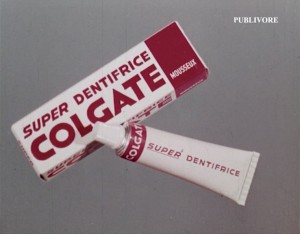 PUBLIVORE
SUPER DENTIFRICE
COLGATE
MOUSSEUX
COLGATE
SUPER DENTIFRICE